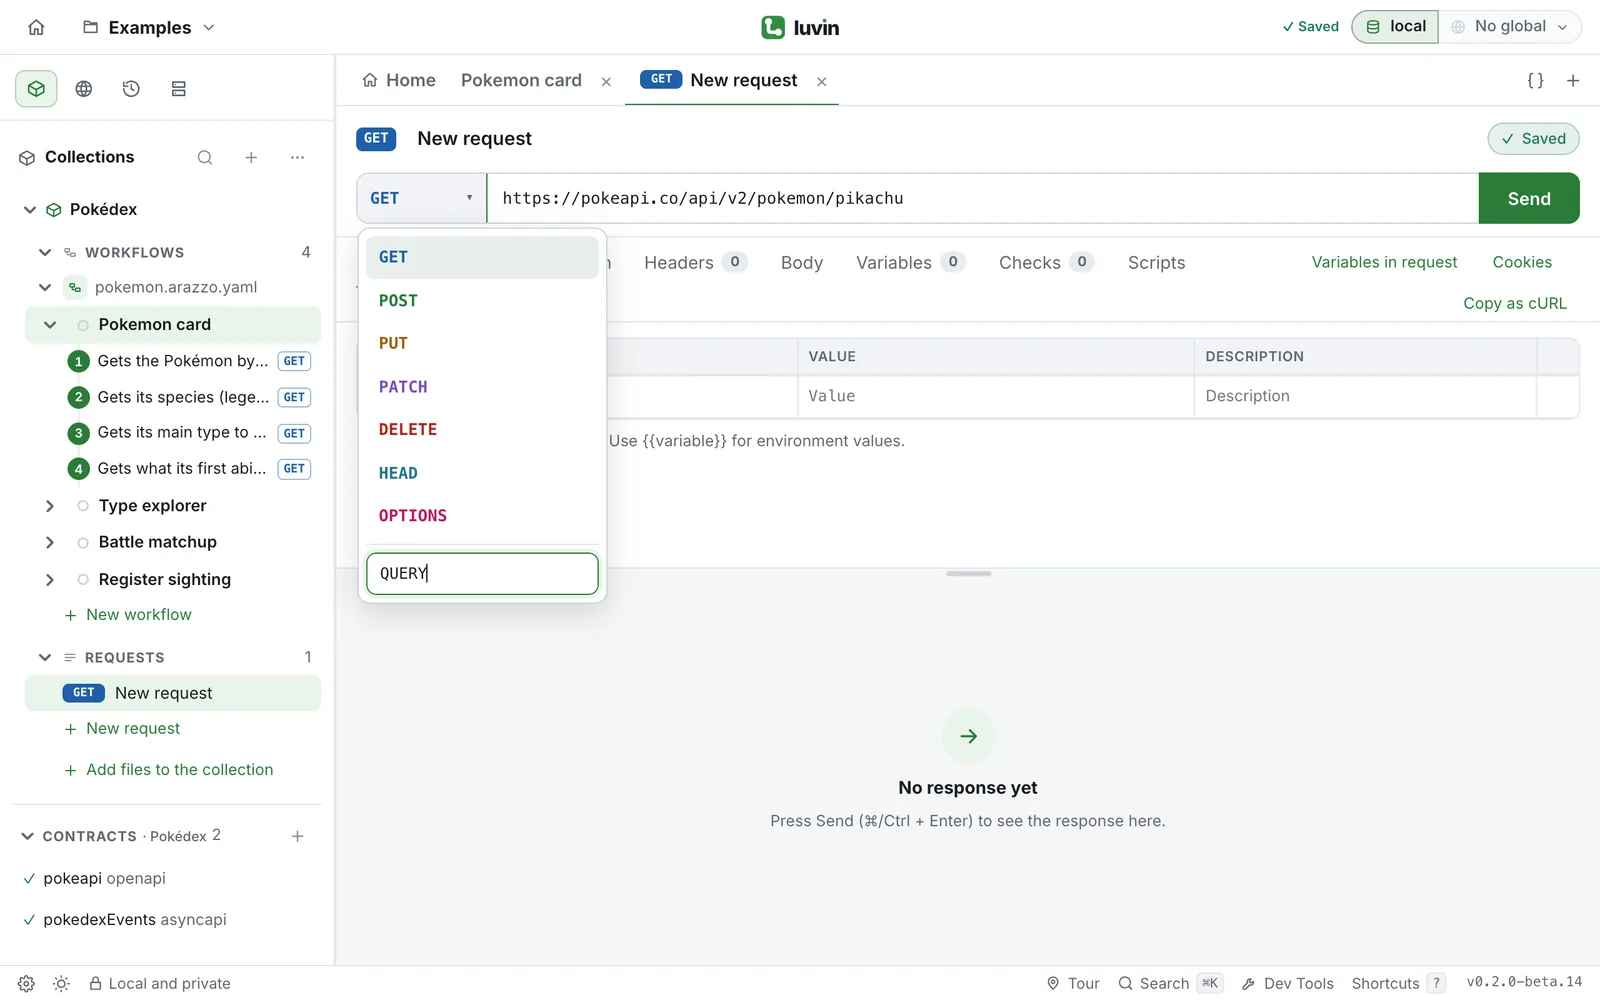 Examples
luvin
Saved
local
No global
Home
Pokemon card
GET New request
Collections
GET New request
Saved
GET
https://pokeapi.co/api/v2/pokemon/pikachu
Send
Pokédex
WORKFLOWS 4
pokemon.arazzo.yaml
Pokemon card
1 Gets the Pokémon by... GET
2 Gets its species (lege... GET
3 Gets its main type to ... GET
4 Gets what its first abi... GET
Type explorer
Battle matchup
Register sighting
+ New workflow
REQUESTS 1
GET New request
+ New request
+ Add files to the collection
CONTRACTS · Pokédex 2
pokeapi openapi
pokedexEvents asyncapi
GET
POST
PUT
PATCH
DELETE
HEAD
OPTIONS
QUERY
Headers 0
Body
Variables 0
Checks 0
Scripts
Variables in request
Cookies
Copy as cURL
VALUE
DESCRIPTION
Value
Description
Use {{variable}} for environment values.
No response yet
Press Send (⌘/Ctrl + Enter) to see the response here.
Local and private
Tour
Search ⌘K
Dev Tools
Shortcuts ?
v0.2.0-beta.14